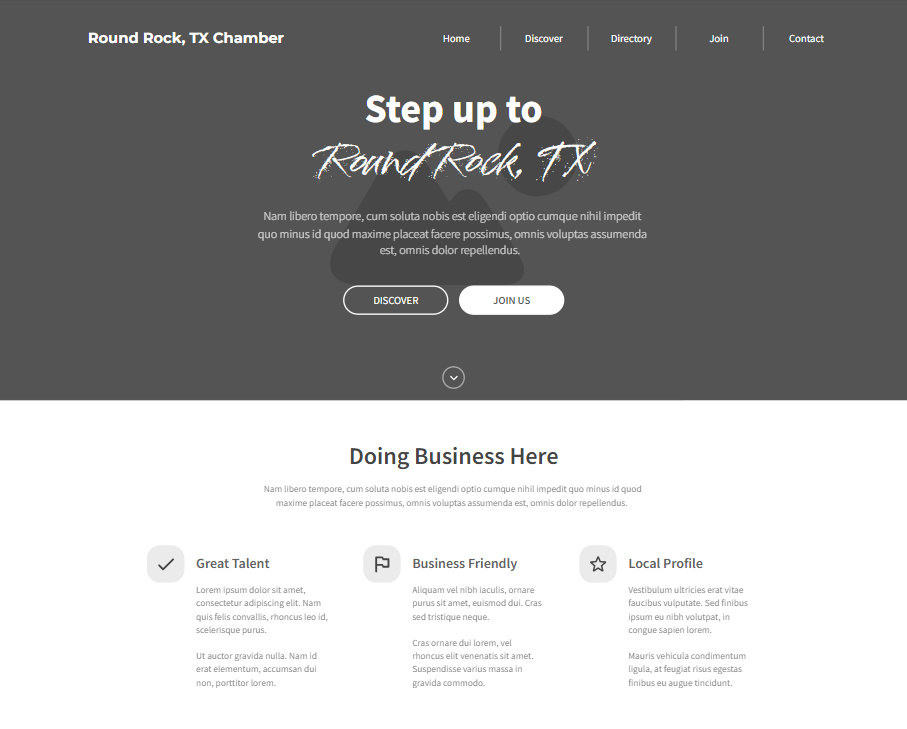 Round Rock, TX Chamber
Home
Discover
Directory
Join
Contact
Step up to
Round Rock, TX
Nam libero tempore, cum soluta nobis est eligendi optio cumque nihil impedit
quo minus id quod maxime placeat facere possimus, omnis voluptas assumenda
est, omnis dolor repellendus.
DISCOVER
JOIN US
Doing Business Here
Nam libero tempore, cum soluta nobis est eligendi optio cumque nihil impedit quo minus id quod
maxime placeat facere possimus, omnis voluptas assumenda est, omnis dolor repellendus.
Great Talent
Lorem ipsum dolor sit amet,
consectetur adipiscing elit. Nam
quis felis convallis, rhoncus leo id,
scelerisque purus.
Ut auctor gravida nulla. Nam id
erat elementum, accumsan dui
non, porttitor lorem.
Business Friendly
Aliquam vel nibh iaculis, ornare
purus sit amet, euismod dui. Cras
sed tristique neque.
Cras ornare dui lorem, vel
rhoncus elit venenatis sit amet.
Suspendisse varius massa in
gravida commodo.
Local Profile
Vestibulum ultricies erat vitae
faucibus vulputate. Sed finibus
ipsum eu nibh volutpat, in
congue sapien lorem.
Mauris vehicula condimentum
ligula, at feugiat risus egestas
finibus eu augue tincidunt.